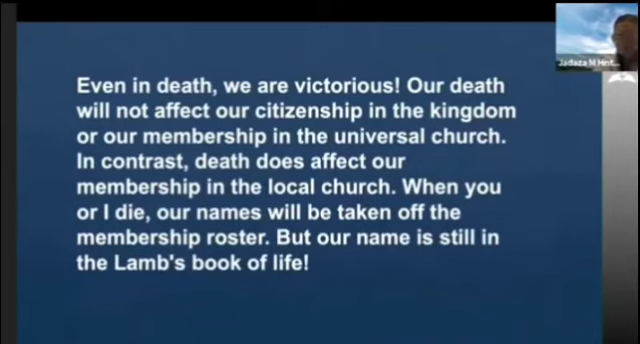 Even in death, we are victorious! Our death
will not affect our citizenship in the kingdom
or our membership in the universal church.
In contrast, death does affect our
membership in the local church. When you
or I die, our names will be taken off the
membership roster. But our name is still in
the Lamb's book of life!
Jadaza M Hint...